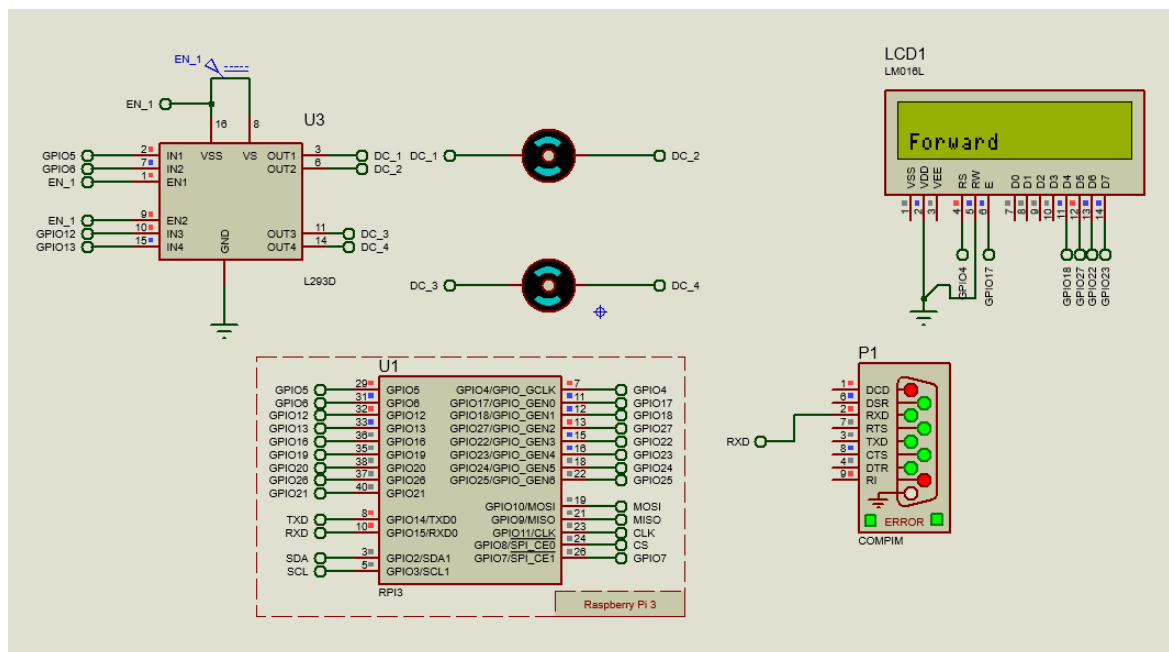 EN_1
EN_1
16
8
U3
GPIO5 2 IN1 VSS VS OUT1 3 DC_1
GPIO6 7 IN2 OUT2 6 DC_2
EN_1 1 EN1
EN_1 9 EN2
GPIO12 10 IN3 OUT3 11 DC_3
GPIO13 15 IN4 OUT4 14 DC_4
GND
L293D
DC_1 DC_2
DC_3 DC_4
LCD1
LM016L
Forward
VSS VDD VEE RS RW E D0 D1 D2 D3 D4 D5 D6 D7
1 2 3 4 5 6 7 8 9 10 11 12 13 14
GPIO4 GPIO17 GPIO18 GPIO27 GPIO22 GPIO23
U1
GPIO5 29 GPIO5 GPIO4/GPIO_GCLK 7 GPIO4
GPIO6 31 GPIO6 GPIO17/GPIO_GEN0 11 GPIO17
GPIO12 32 GPIO12 GPIO18/GPIO_GEN1 12 GPIO18
GPIO13 33 GPIO13 GPIO27/GPIO_GEN2 13 GPIO27
GPIO16 36 GPIO16 GPIO22/GPIO_GEN3 15 GPIO22
GPIO19 35 GPIO19 GPIO23/GPIO_GEN4 16 GPIO23
GPIO20 38 GPIO20 GPIO24/GPIO_GEN5 18 GPIO24
GPIO26 37 GPIO26 GPIO25/GPIO_GEN6 22 GPIO25
GPIO21 40 GPIO21
GPIO10/MOSI 19 MOSI
TXD 8 GPIO14/TXD0 GPIO9/MISO 21 MISO
RXD 10 GPIO15/RXD0 GPIO11/CLK 23 CLK
GPIO8/SPI_CE0 24 CS
SDA 3 GPIO2/SDA1 GPIO7/SPI_CE1 26 GPIO7
SCL 5 GPIO3/SCL1
RPI3
Raspberry Pi 3
P1
1 DCD
6 DSR
RXD 2 RXD
7 RTS
3 TXD
8 CTS
4 DTR
9 RI
ERROR
COMPIM